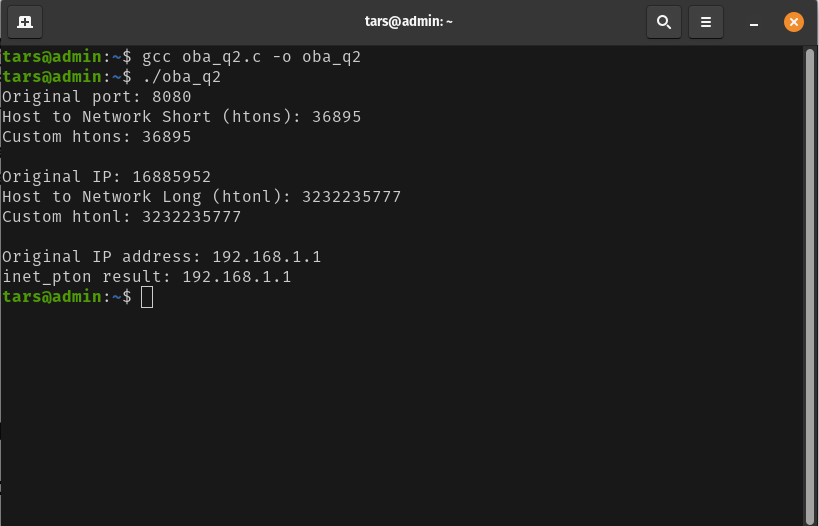 tars@admin: ~
tars@admin:~$ gcc oba_q2.c -o oba_q2
tars@admin:~$ ./oba_q2
Original port: 8080
Host to Network Short (htons): 36895
Custom htons: 36895
Original IP: 16885952
Host to Network Long (htonl): 3232235777
Custom htonl: 3232235777
Original IP address: 192.168.1.1
inet_pton result: 192.168.1.1
tars@admin:~$